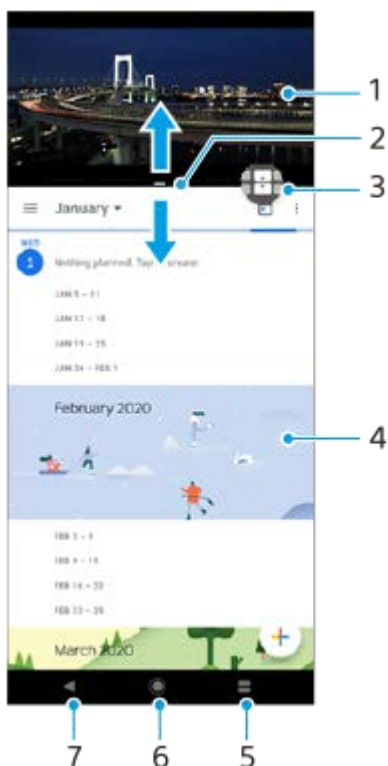 1
2
3
January
WED
1
Nothing planned. Tap to create.
JAN 5 – 11
JAN 12 – 18
JAN 19 – 25
JAN 26 – FEB 1
February 2020
4
FEB 2 – 8
FEB 9 – 15
FEB 16 – 22
FEB 23 – 29
March 2020
7 6 5